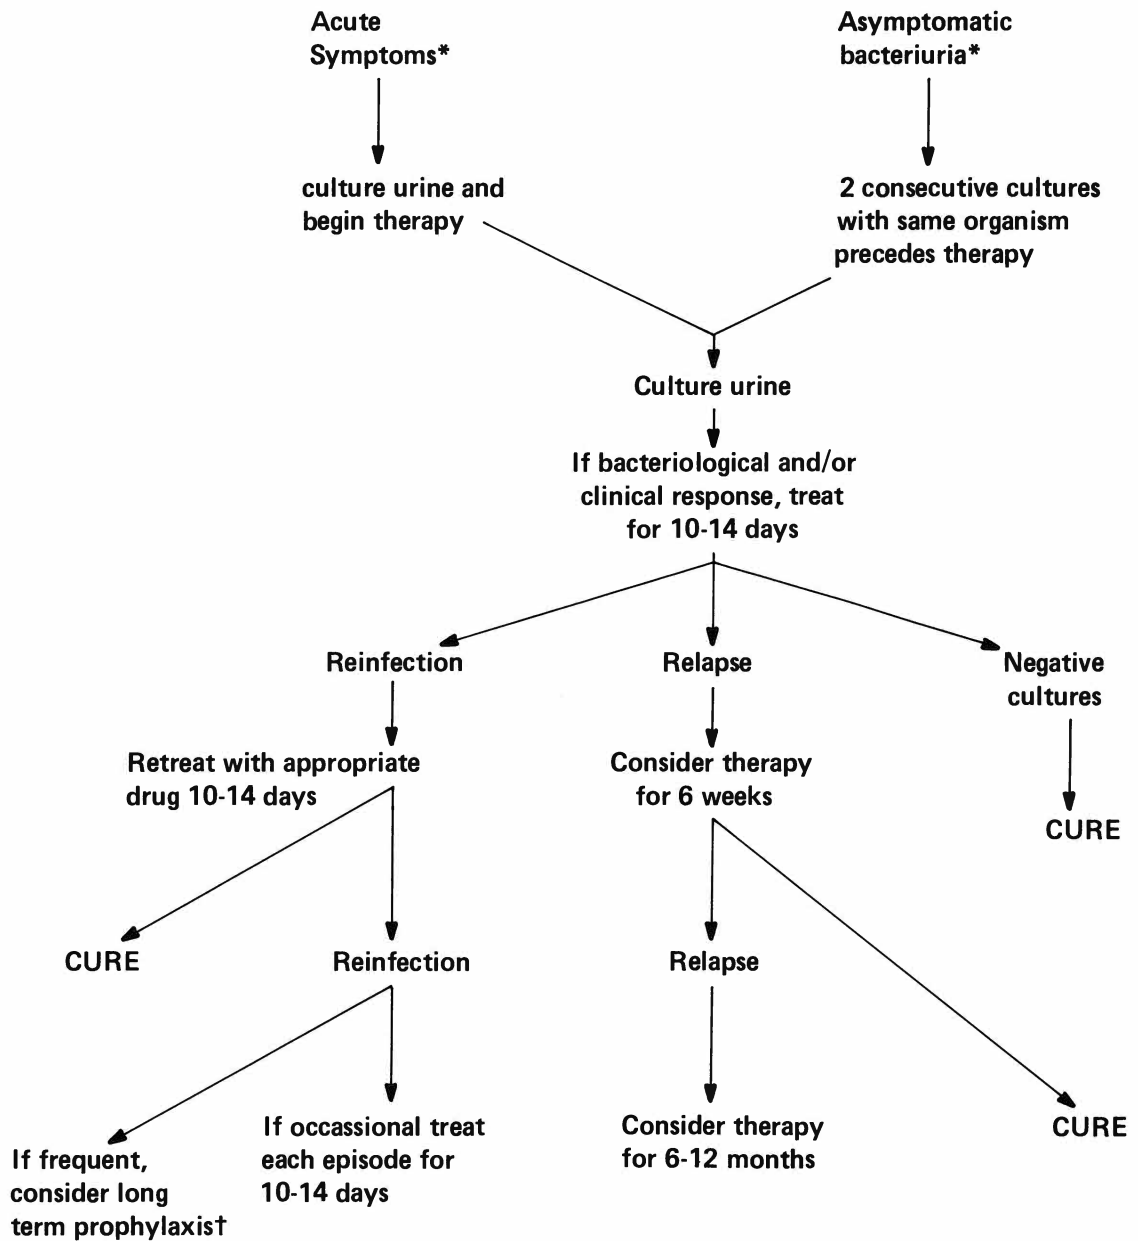 Acute
Symptoms*
Asymptomatic
bacteriuria*
culture urine and
begin therapy
2 consecutive cultures
with same organism
precedes therapy
Culture urine
If bacteriological and/or
clinical response, treat
for 10-14 days
Reinfection
Relapse
Negative
cultures
Retreat with appropriate
drug 10-14 days
Consider therapy
for 6 weeks
CURE
CURE
Reinfection
Relapse
If frequent,
consider long
term prophylaxis†
If occassional treat
each episode for
10-14 days
Consider therapy
for 6-12 months
CURE